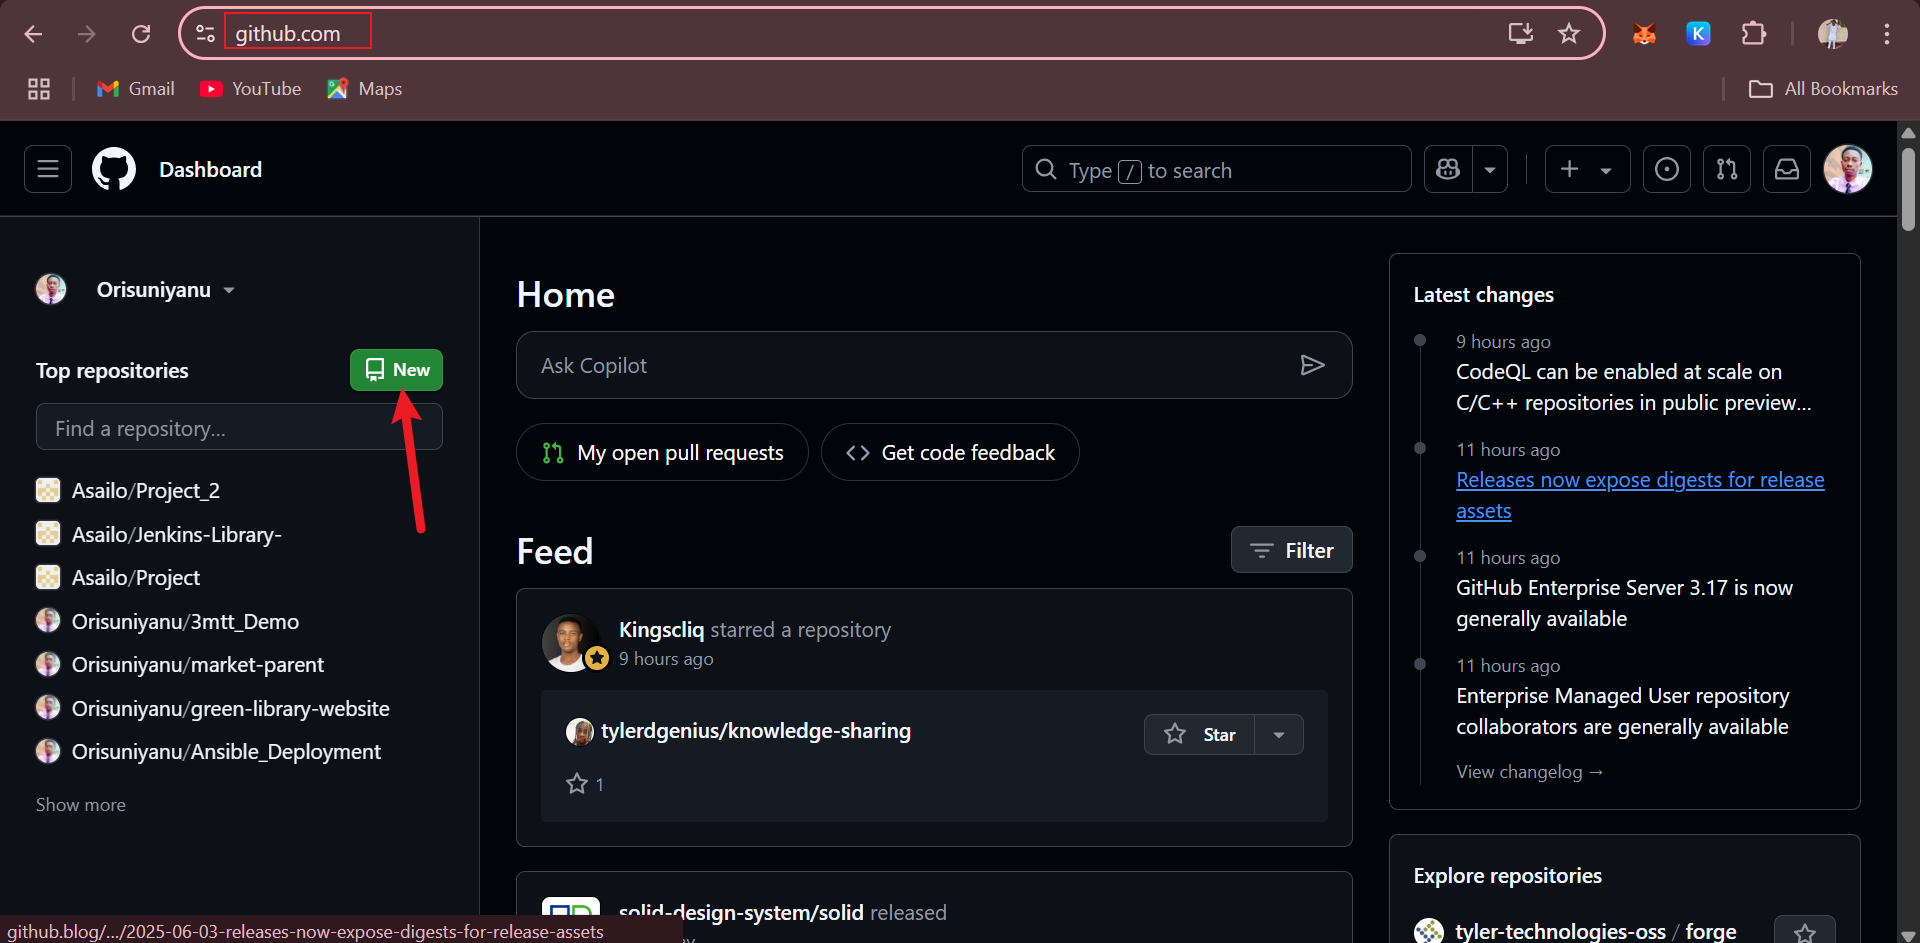 github.com
K
Gmail
YouTube
Maps
All Bookmarks
Dashboard
Type / to search
Orisuniyanu
Top repositories
New
Find a repository...
Asailo/Project_2
Asailo/Jenkins-Library-
Asailo/Project
Orisuniyanu/3mtt_Demo
Orisuniyanu/market-parent
Orisuniyanu/green-library-website
Orisuniyanu/Ansible_Deployment
Show more
Home
Ask Copilot
My open pull requests
Get code feedback
Feed
Filter
Kingscliq starred a repository
9 hours ago
tylerdgenius/knowledge-sharing
Star
1
solid-design-system/solid released
Latest changes
9 hours ago
CodeQL can be enabled at scale on
C/C++ repositories in public preview...
11 hours ago
Releases now expose digests for release
assets
11 hours ago
GitHub Enterprise Server 3.17 is now
generally available
11 hours ago
Enterprise Managed User repository
collaborators are generally available
View changelog →
Explore repositories
tyler-technologies-oss / forge
github.blog/.../2025-06-03-releases-now-expose-digests-for-release-assets